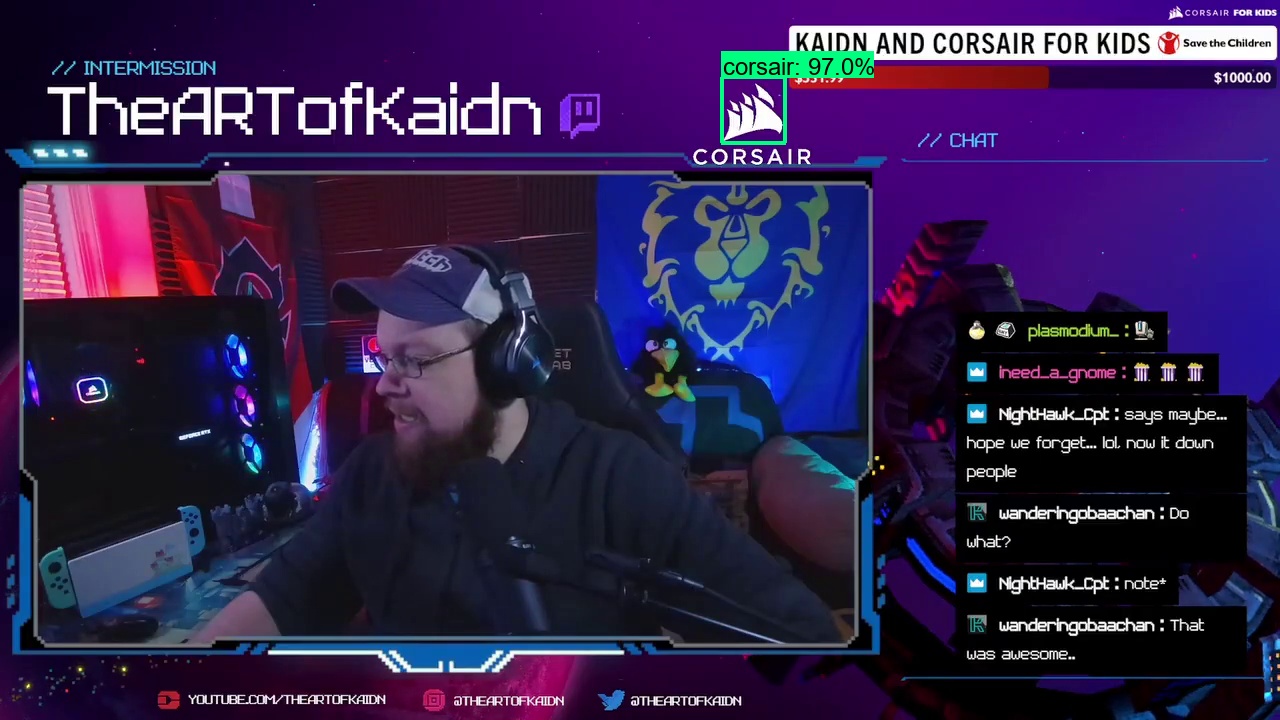 CORSAIR FOR KIDS
KAIDN AND CORSAIR FOR KIDS
Save the Children
corsair: 97.0%
$1000.00
// INTERMISSION
TheARTofKaidn
CORSAIR
// CHAT
plasmodium_ :
ineed_a_gnome :
NightHawk_Cpt : says maybe...
hope we forget... lol, now it down
people
wanderingobaachan : Do
what?
NightHawk_Cpt : note*
wanderingobaachan : That
was awesome..
YOUTUBE.COM/THEARTOFKAIDN
@THEARTOFKAIDN
@THEARTOFKAIDN